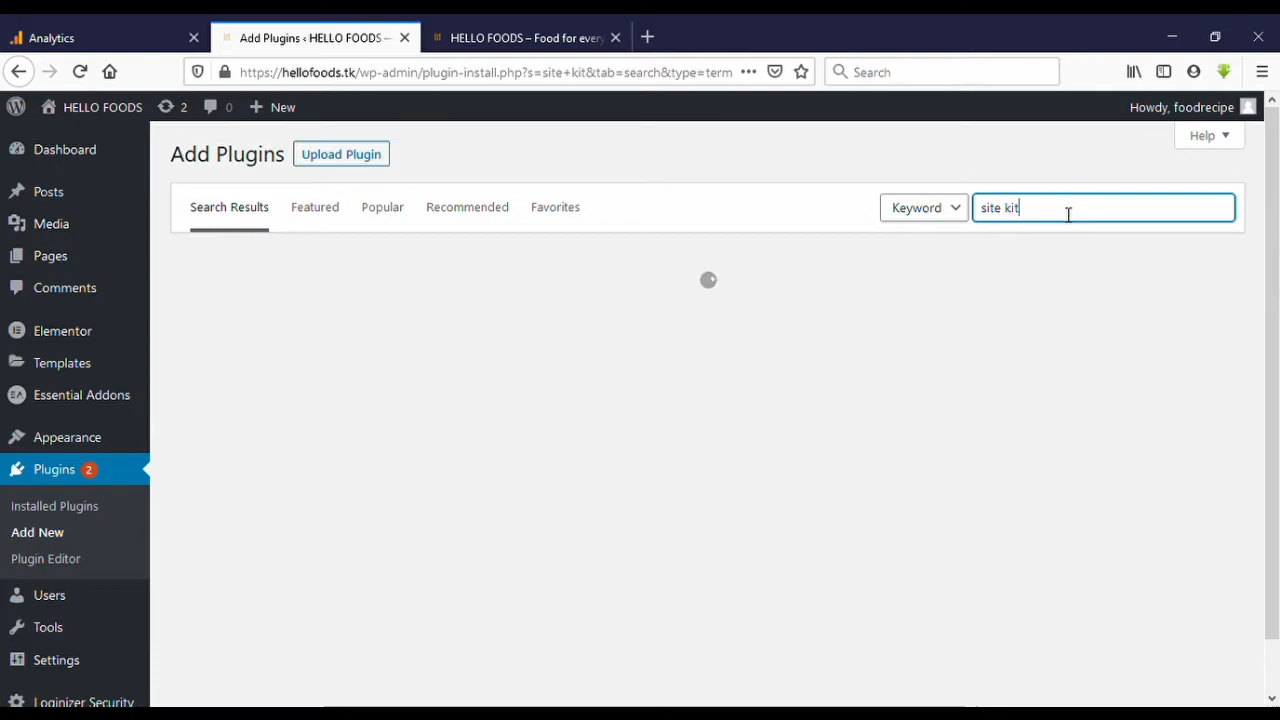 Analytics
Add Plugins ‹ HELLO FOODS —
HELLO FOODS – Food for every
https://hellofoods.tk/wp-admin/plugin-install.php?s=site+kit&tab=search&type=term
Search
HELLO FOODS
2
0
New
Howdy, foodrecipe
Dashboard
Posts
Media
Pages
Comments
Elementor
Templates
Essential Addons
Appearance
Plugins 2
Installed Plugins
Add New
Plugin Editor
Users
Tools
Settings
Loginizer Security
Help
Add Plugins
Upload Plugin
Search Results
Featured
Popular
Recommended
Favorites
Keyword
site kit